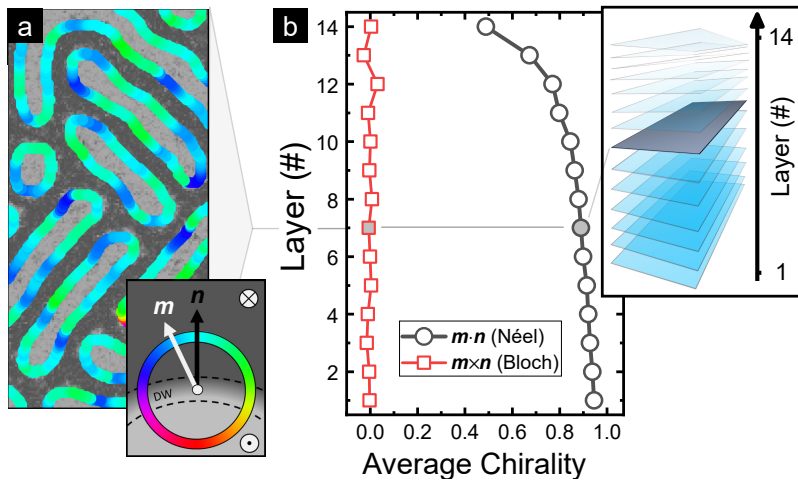 a
m
n
DW
b
Layer (#)
14
12
10
8
6
4
2
m·n (Néel)
m×n (Bloch)
0.0
0.2
0.4
0.6
0.8
1.0
Average Chirality
14
Layer (#)
1